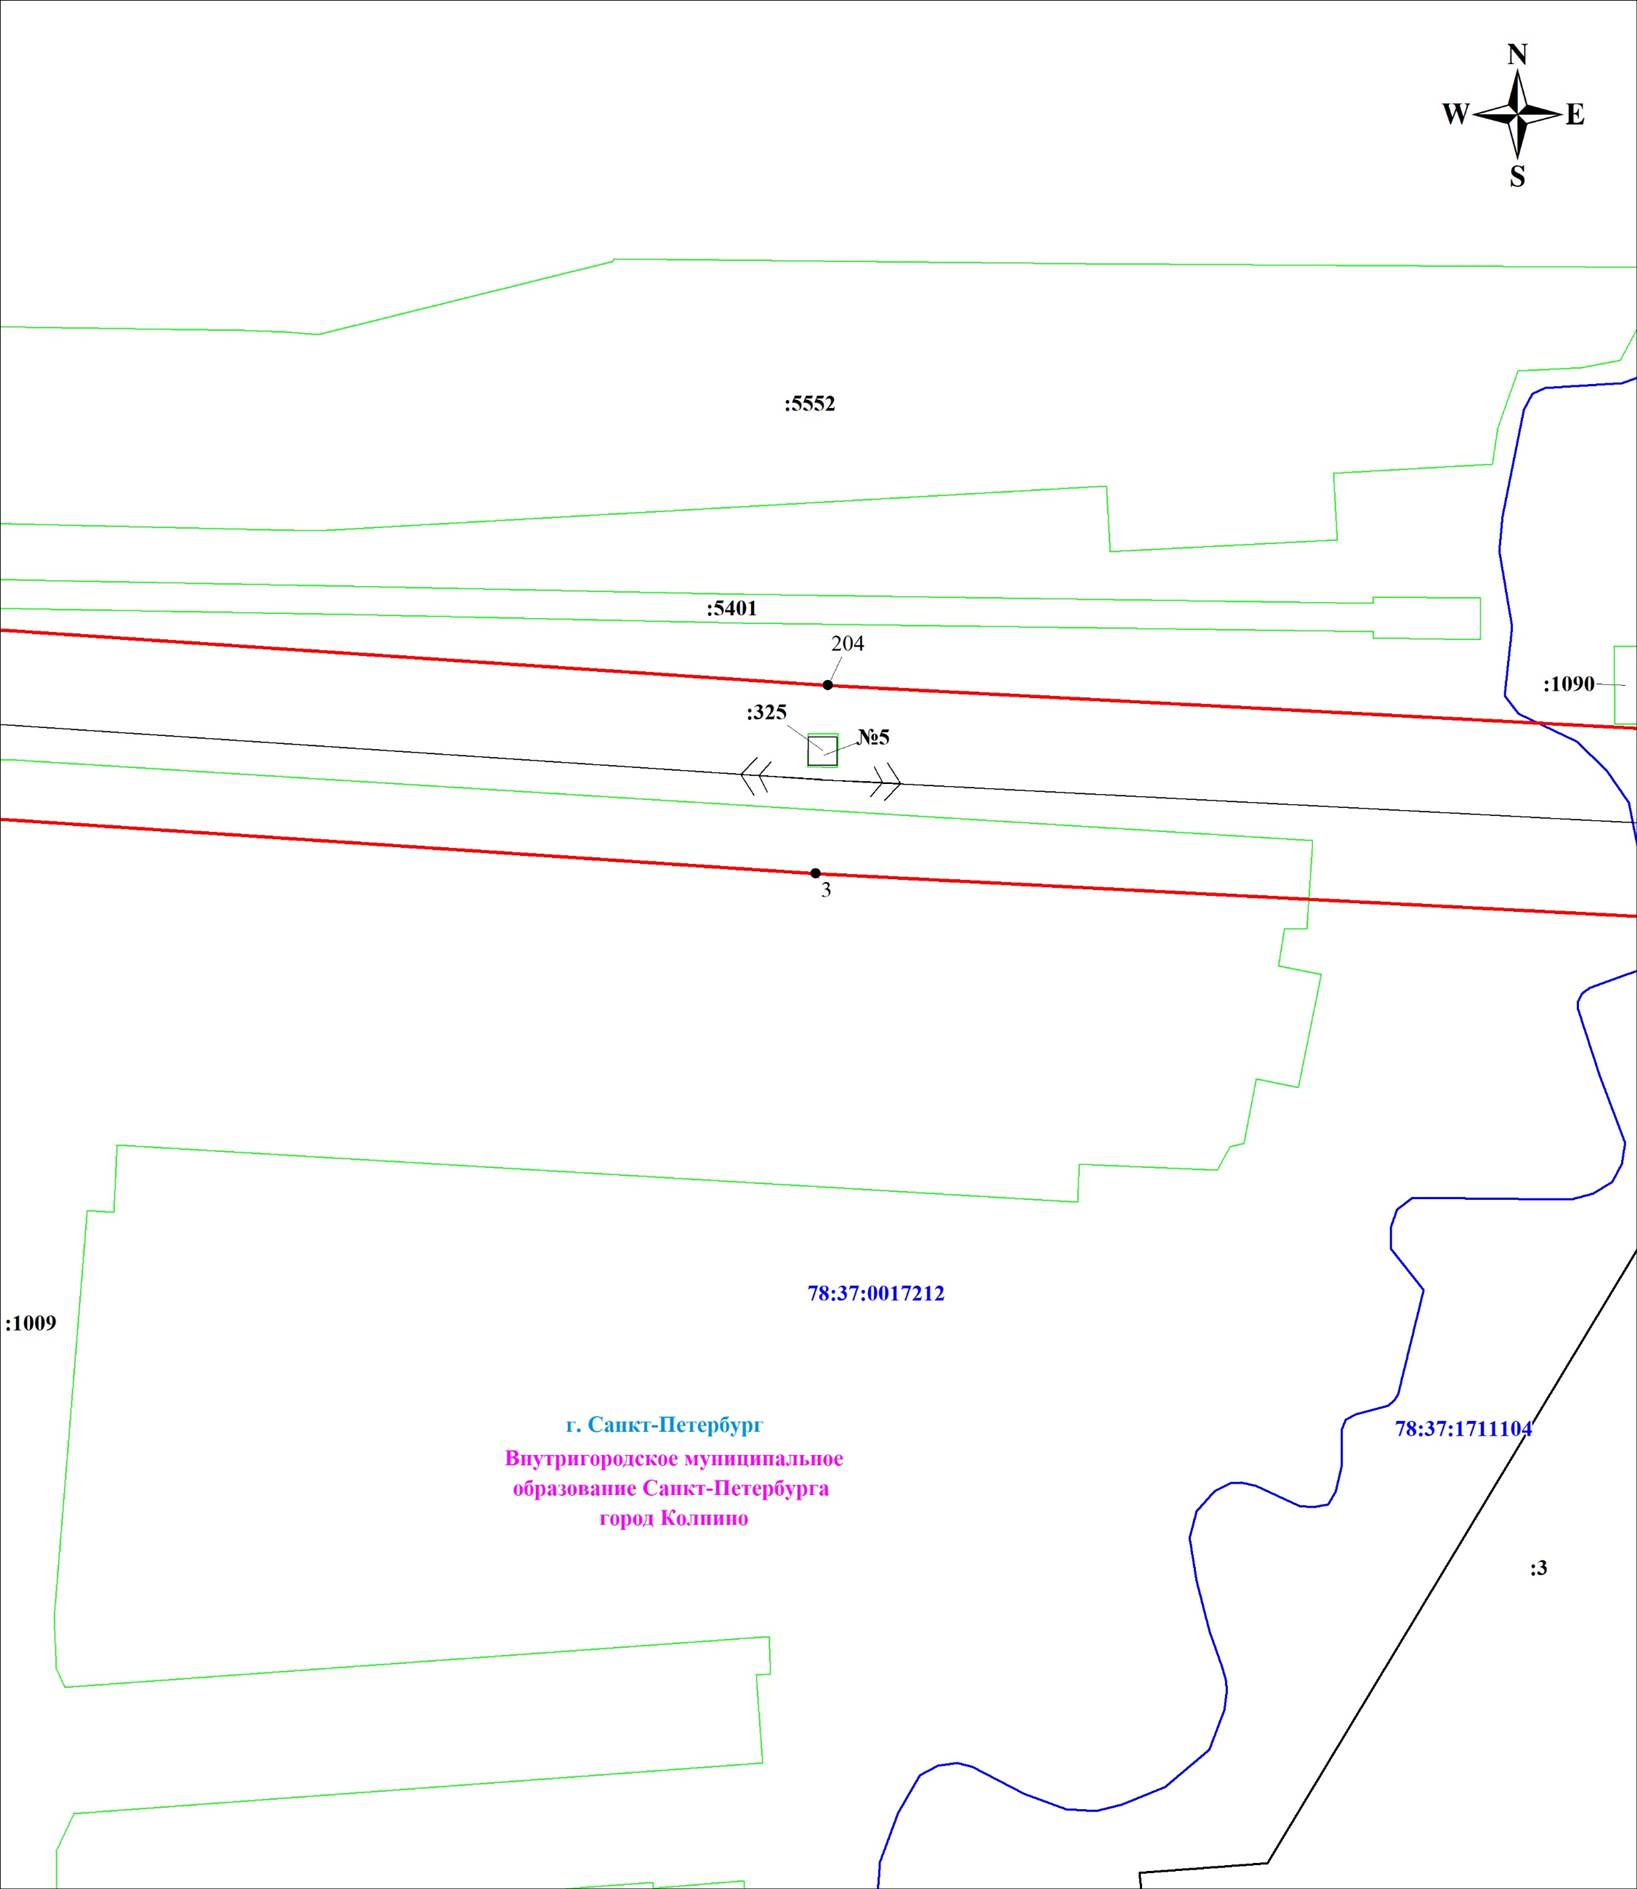 N
W E
S
:5552
:5401
204
:1090
:325
№5
3
78:37:0017212
:1009
г. Санкт-Петербург
78:37:1711104
Внутригородское муниципальное
образование Санкт-Петербурга
город Колпино
:3